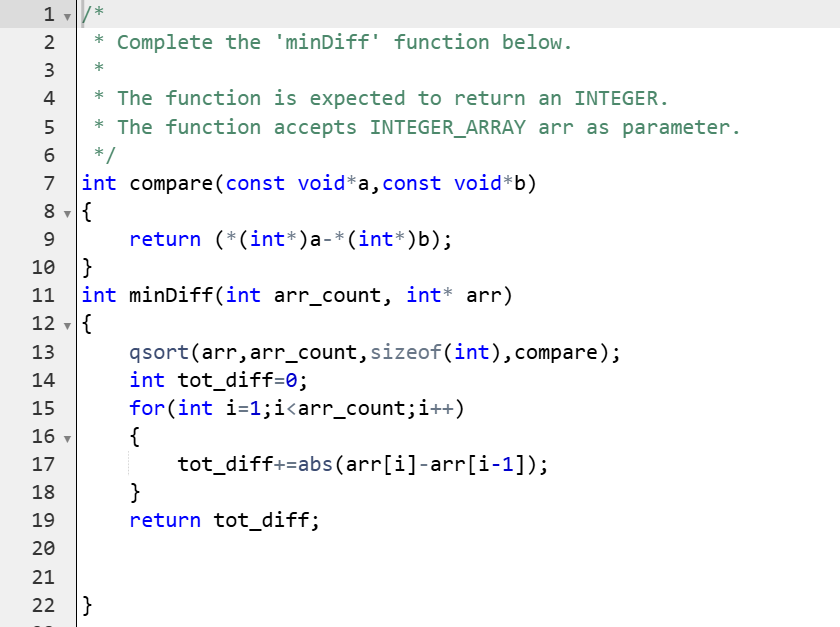 1 /*
2  * Complete the 'minDiff' function below.
3  *
4  * The function is expected to return an INTEGER.
5  * The function accepts INTEGER_ARRAY arr as parameter.
6  */
7 int compare(const void*a,const void*b)
8 {
9     return (*(int*)a-*(int*)b);
10 }
11 int minDiff(int arr_count, int* arr)
12 {
13     qsort(arr,arr_count,sizeof(int),compare);
14     int tot_diff=0;
15     for(int i=1;i<arr_count;i++)
16     {
17         tot_diff+=abs(arr[i]-arr[i-1]);
18     }
19     return tot_diff;
20
21
22 }